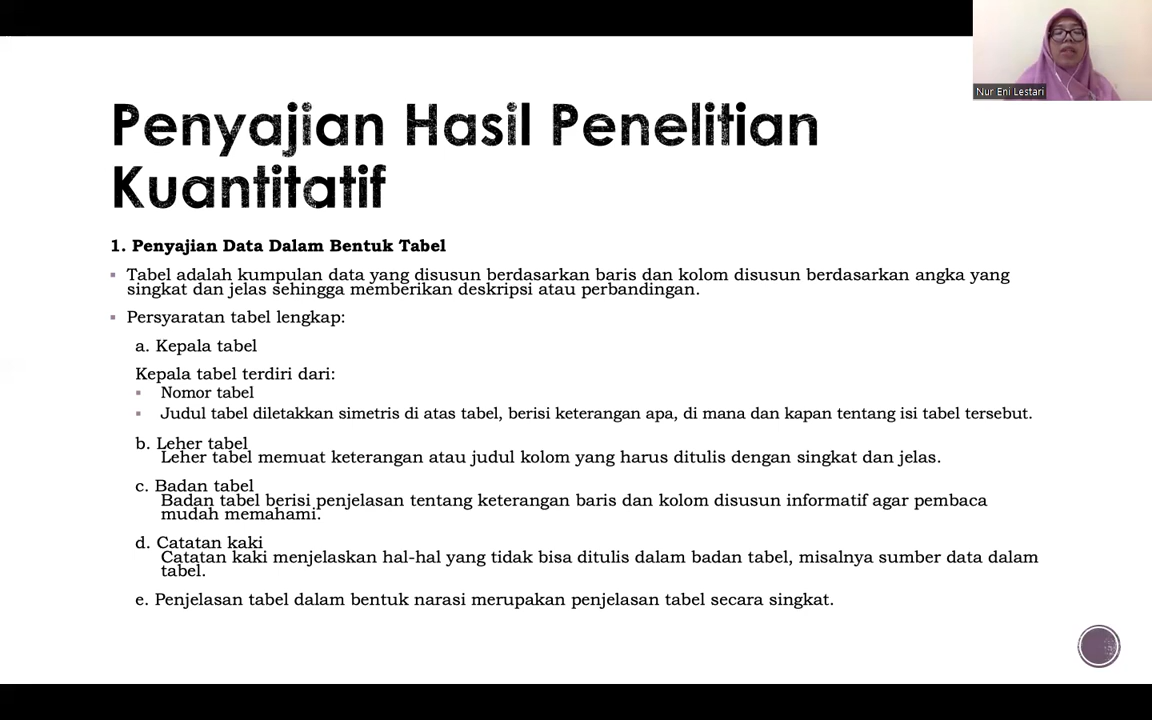 Nur Eni Lestari
Penyajian Hasil Penelitian
Kuantitatif
1. Penyajian Data Dalam Bentuk Tabel
▪ Tabel adalah kumpulan data yang disusun berdasarkan baris dan kolom disusun berdasarkan angka yang
singkat dan jelas sehingga memberikan deskripsi atau perbandingan.
▪ Persyaratan tabel lengkap:
a. Kepala tabel
Kepala tabel terdiri dari:
▪ Nomor tabel
▪ Judul tabel diletakkan simetris di atas tabel, berisi keterangan apa, di mana dan kapan tentang isi tabel tersebut.
b. Leher tabel
Leher tabel memuat keterangan atau judul kolom yang harus ditulis dengan singkat dan jelas.
c. Badan tabel
Badan tabel berisi penjelasan tentang keterangan baris dan kolom disusun informatif agar pembaca
mudah memahami.
d. Catatan kaki
Catatan kaki menjelaskan hal-hal yang tidak bisa ditulis dalam badan tabel, misalnya sumber data dalam
tabel.
e. Penjelasan tabel dalam bentuk narasi merupakan penjelasan tabel secara singkat.